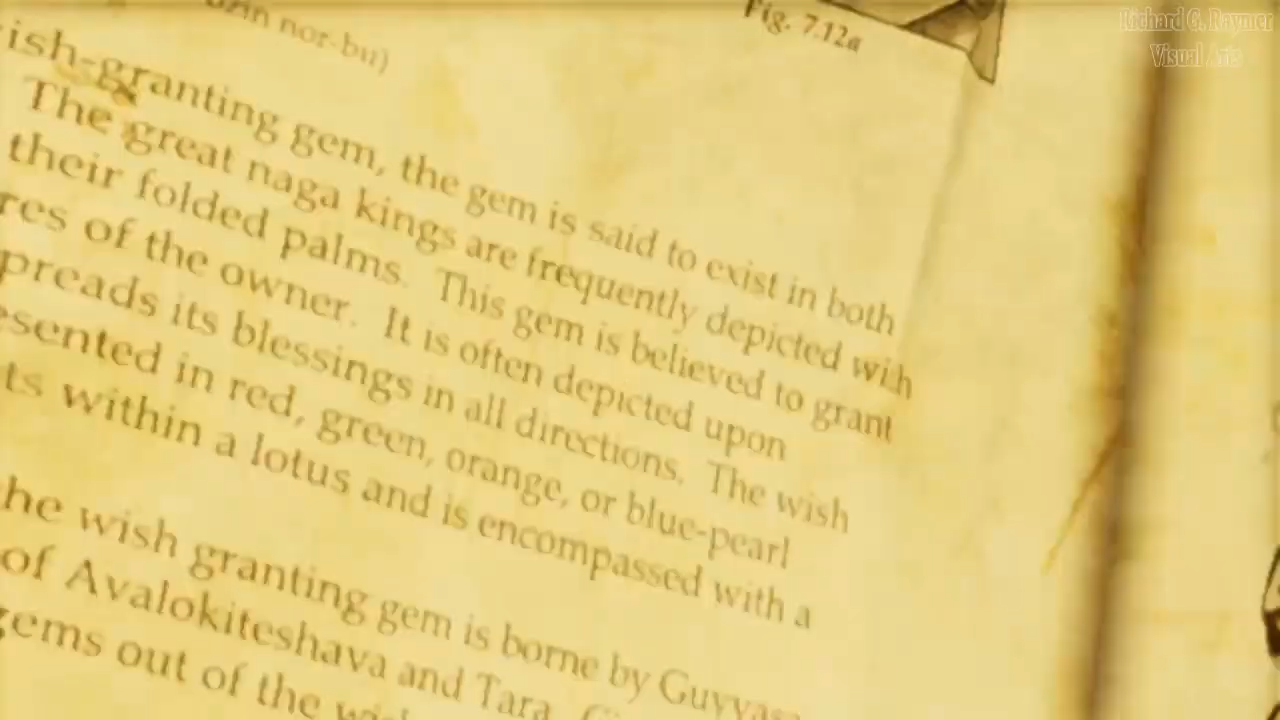 nor-bu)
Fig. 7.12a
Richard G. Raymer
Visual Arts
ish-granting gem, the gem is said to exist in both
The great naga kings are frequently depicted with
their folded palms. This gem is believed to grant
res of the owner. It is often depicted upon
preads its blessings in all directions. The wish
esented in red, green, orange, or blue-pearl
ts within a lotus and is encompassed with a
he wish granting gem is borne by
of Avalokiteshava and Tara.
gems out of the